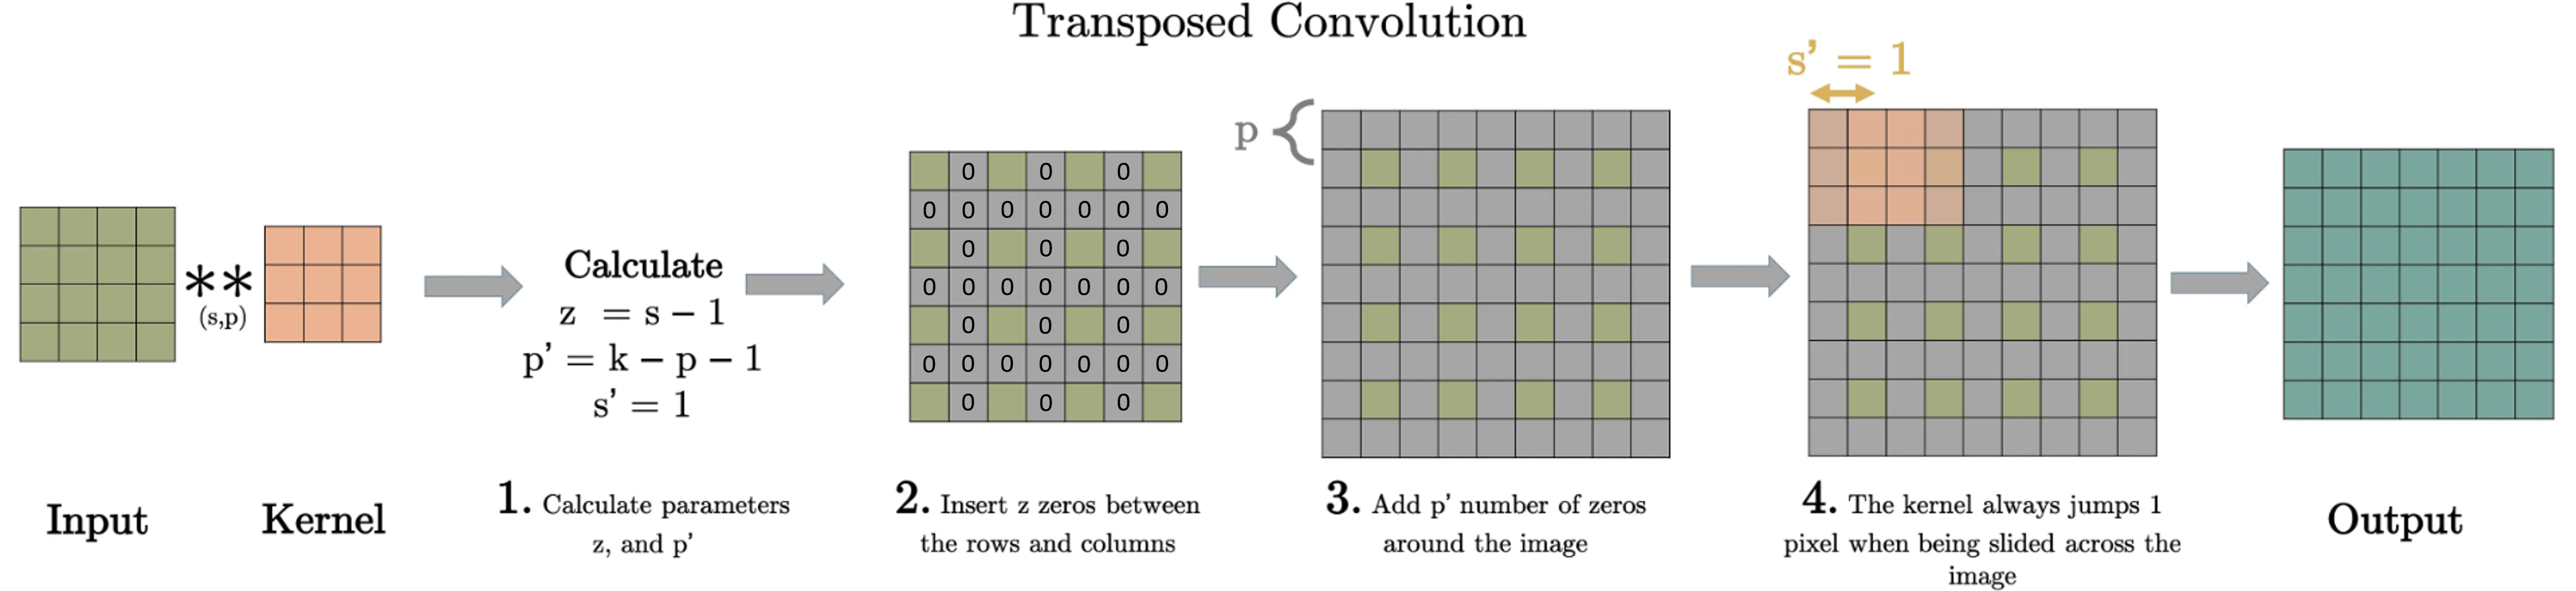 Transposed Convolution
**
(s,p)
Calculate
z = s − 1
p' = k − p − 1
s' = 1
0 0 0
0 0 0 0 0 0 0
0 0 0
0 0 0 0 0 0 0
0 0 0
0 0 0 0 0 0 0
0 0 0
p {
s' = 1
Input
Kernel
1. Calculate parameters
z, and p'
2. Insert z zeros between
the rows and columns
3. Add p' number of zeros
around the image
4. The kernel always jumps 1
pixel when being slided across the
image
Output